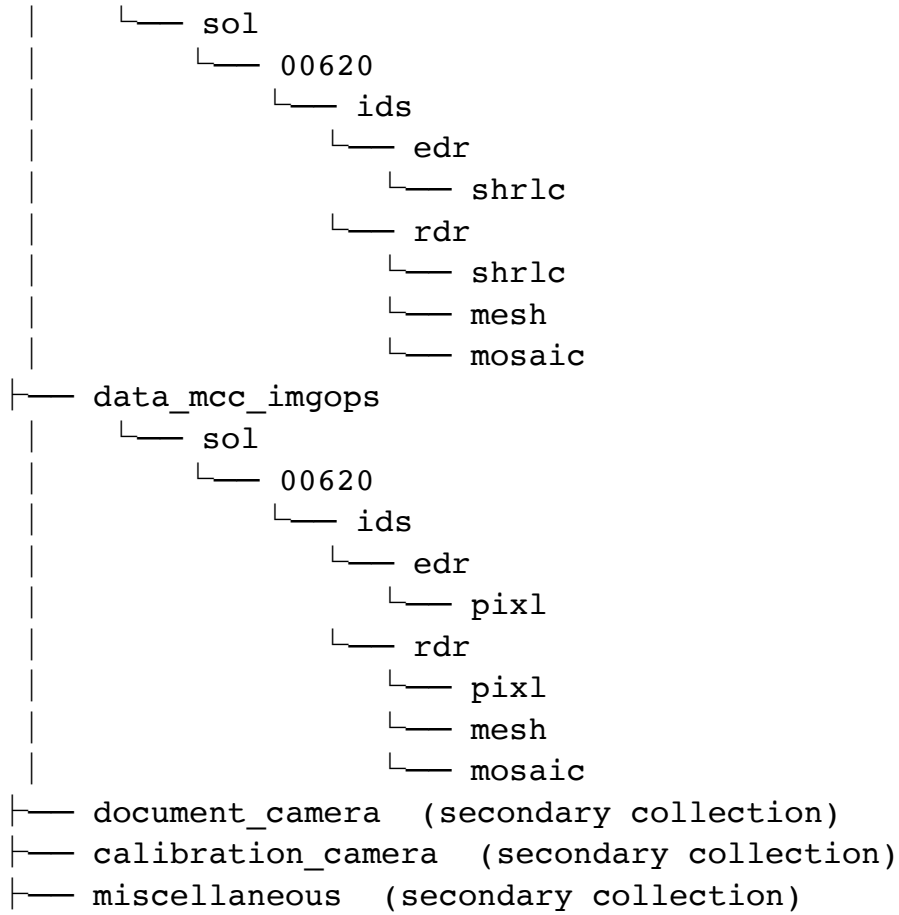 │ └── sol
│ └── 00620
│ └── ids
│ └── edr
│ └── shrlc
│ └── rdr
│ └── shrlc
│ └── mesh
│ └── mosaic
├── data_mcc_imgops
│ └── sol
│ └── 00620
│ └── ids
│ └── edr
│ └── pixl
│ └── rdr
│ └── pixl
│ └── mesh
│ └── mosaic
├── document_camera (secondary collection)
├── calibration_camera (secondary collection)
├── miscellaneous (secondary collection)